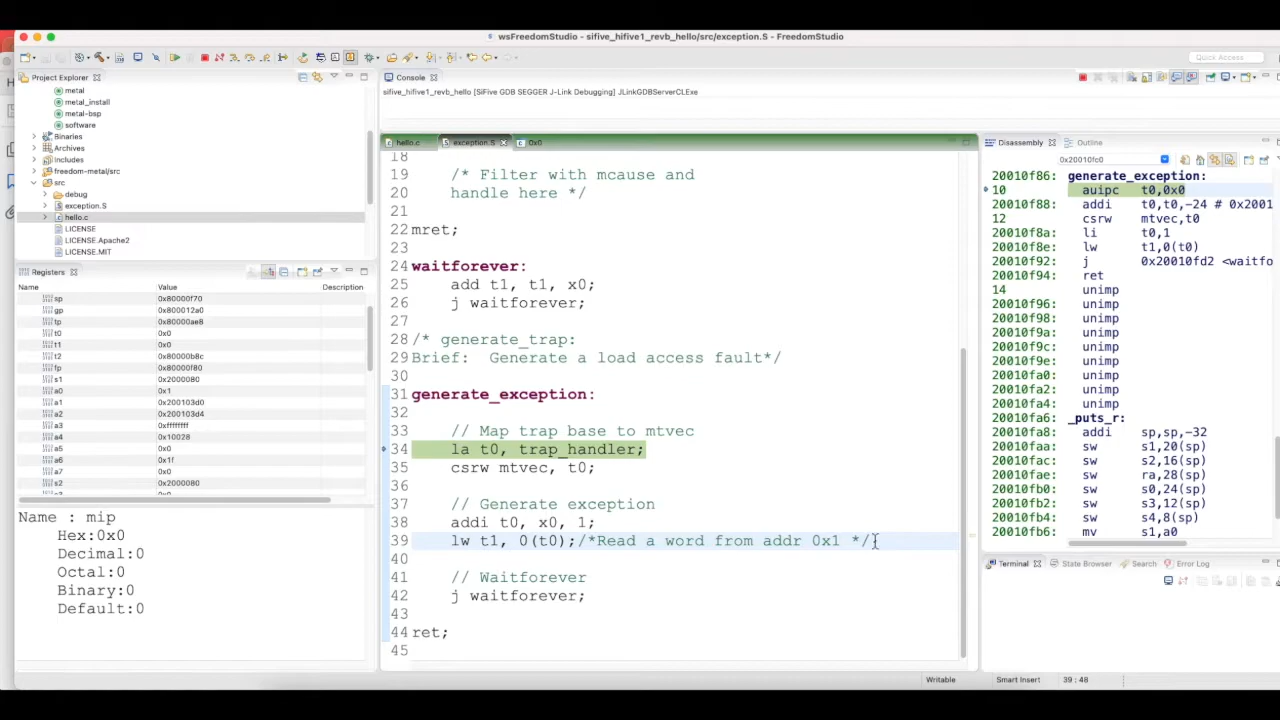 wsFreedomStudio - sifive_hifive1_revb_hello/src/exception.S - FreedomStudio
Quick Access
Project Explorer
metal
metal_install
metal-bsp
software
Binaries
Archives
Includes
freedom-metal/src
src
debug
exception.S
hello.c
LICENSE
LICENSE.Apache2
LICENSE.MIT
Registers
Name Value Description
sp 0x80000f70
gp 0x800012a0
tp 0x80000ae8
t0 0x0
t1 0x0
t2 0x80000b8c
fp 0x80000f80
s1 0x2000080
a0 0x1
a1 0x200103d0
a2 0x200103d4
a3 0xffffffff
a4 0x10028
a5 0x0
a6 0x1f
a7 0x0
s2 0x2000080
Name : mip
Hex:0x0
Decimal:0
Octal:0
Binary:0
Default:0
Console
sifive_hifive1_revb_hello [SiFive GDB SEGGER J-Link Debugging] JLinkGDBServerCLExe
hello.c exception.S 0x0
18
19 /* Filter with mcause and
20 handle here */
21
22 mret;
23
24 waitforever:
25 add t1, t1, x0;
26 j waitforever;
27
28 /* generate_trap:
29 Brief: Generate a load access fault*/
30
31 generate_exception:
32
33 // Map trap base to mtvec
34 la t0, trap_handler;
35 csrw mtvec, t0;
36
37 // Generate exception
38 addi t0, x0, 1;
39 lw t1, 0(t0);/*Read a word from addr 0x1 */
40
41 // Waitforever
42 j waitforever;
43
44 ret;
45
Disassembly Outline
0x20010fc0
20010f86: generate_exception:
10 auipc t0,0x0
20010f88: addi t0,t0,-24 # 0x2001
12 csrw mtvec,t0
20010f8a: li t0,1
20010f8e: lw t1,0(t0)
20010f92: j 0x20010fd2 <waitfo
20010f94: ret
14 unimp
20010f96: unimp
20010f98: unimp
20010f9a: unimp
20010f9c: unimp
20010f9e: unimp
20010fa0: unimp
20010fa2: unimp
20010fa4: unimp
20010fa6: _puts_r:
20010fa8: addi sp,sp,-32
20010faa: sw s1,20(sp)
20010fac: sw s2,16(sp)
20010fae: sw ra,28(sp)
20010fb0: sw s0,24(sp)
20010fb2: sw s3,12(sp)
20010fb4: sw s4,8(sp)
20010fb6: mv s1,a0
Terminal State Browser Search Error Log
Writable Smart Insert 39 : 48